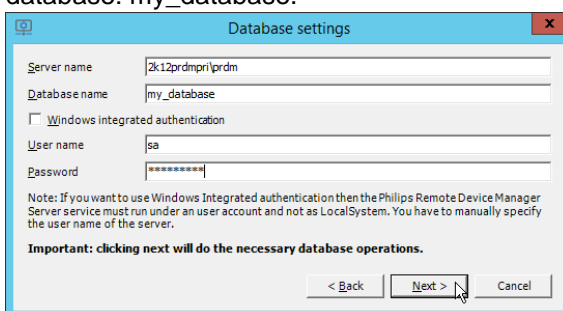 database: my_database.
Database settings
x
Server name 2k12prdmpri\prdm
Database name my_database
Windows integrated authentication
User name sa
Password *********
Note: If you want to use Windows Integrated authentication then the Philips Remote Device Manager
Server service must run under an user account and not as LocalSystem. You have to manually specify
the user name of the server.
Important: clicking next will do the necessary database operations.
< Back Next > Cancel